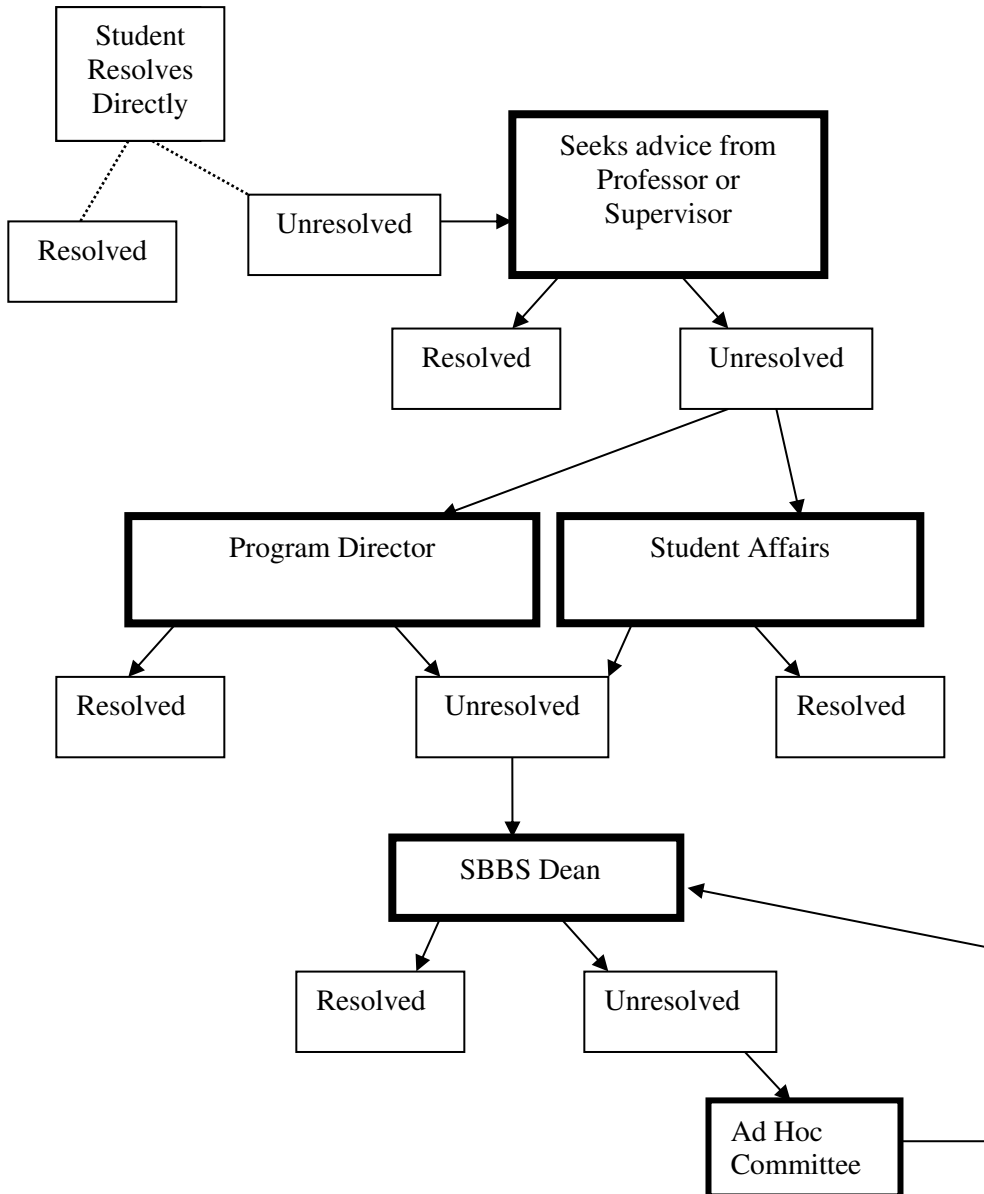 Student
Resolves
Directly
Seeks advice from
Professor or
Supervisor
Resolved
Unresolved
Resolved
Unresolved
Program Director
Student Affairs
Resolved
Unresolved
Resolved
SBBS Dean
Resolved
Unresolved
Ad Hoc
Committee